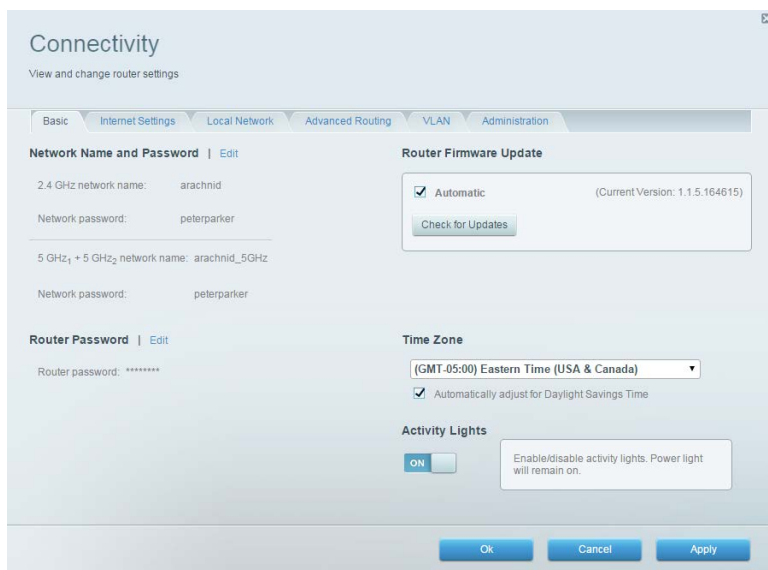 Connectivity
View and change router settings
Basic Internet Settings Local Network Advanced Routing VLAN Administration
Network Name and Password | Edit
2.4 GHz network name: arachnid
Network password: peterparker
5 GHz1 + 5 GHz2 network name: arachnid_5GHz
Network password: peterparker
Router Password | Edit
Router password: ********
Router Firmware Update
Automatic (Current Version: 1.1.5.164615)
Check for Updates
Time Zone
(GMT-05:00) Eastern Time (USA & Canada)
Automatically adjust for Daylight Savings Time
Activity Lights
ON
Enable/disable activity lights. Power light
will remain on.
Ok Cancel Apply